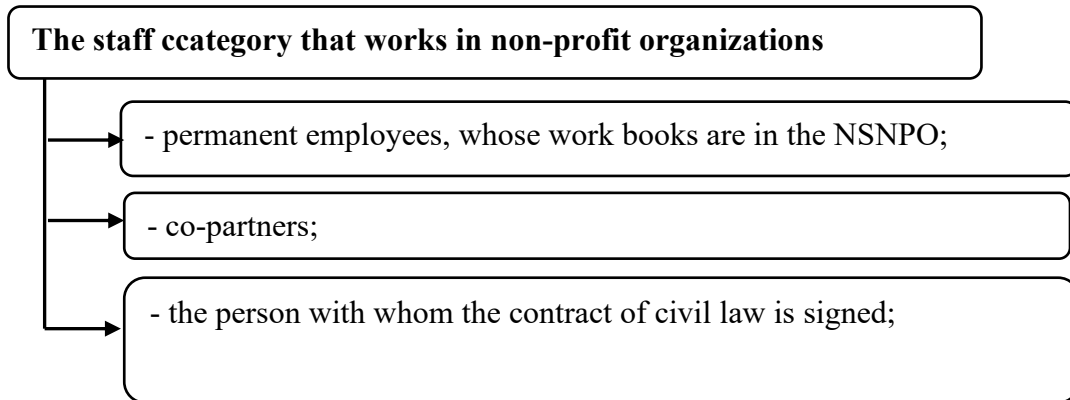 The staff ccategory that works in non-profit organizations
- permanent employees, whose work books are in the NSNPO;
- co-partners;
- the person with whom the contract of civil law is signed;